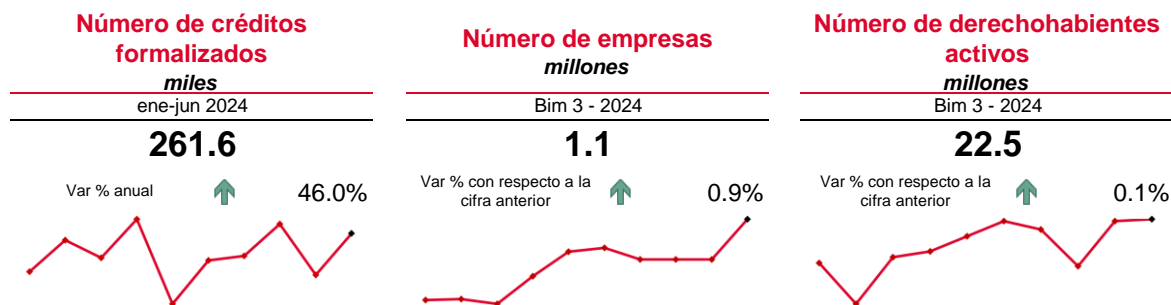 Número de créditos
formalizados
miles
ene-jun 2024
261.6
Var % anual
46.0%
Número de empresas
millones
Bim 3 - 2024
1.1
Var % con respecto a la
cifra anterior
0.9%
Número de derechohabientes
activos
millones
Bim 3 - 2024
22.5
Var % con respecto a la
cifra anterior
0.1%